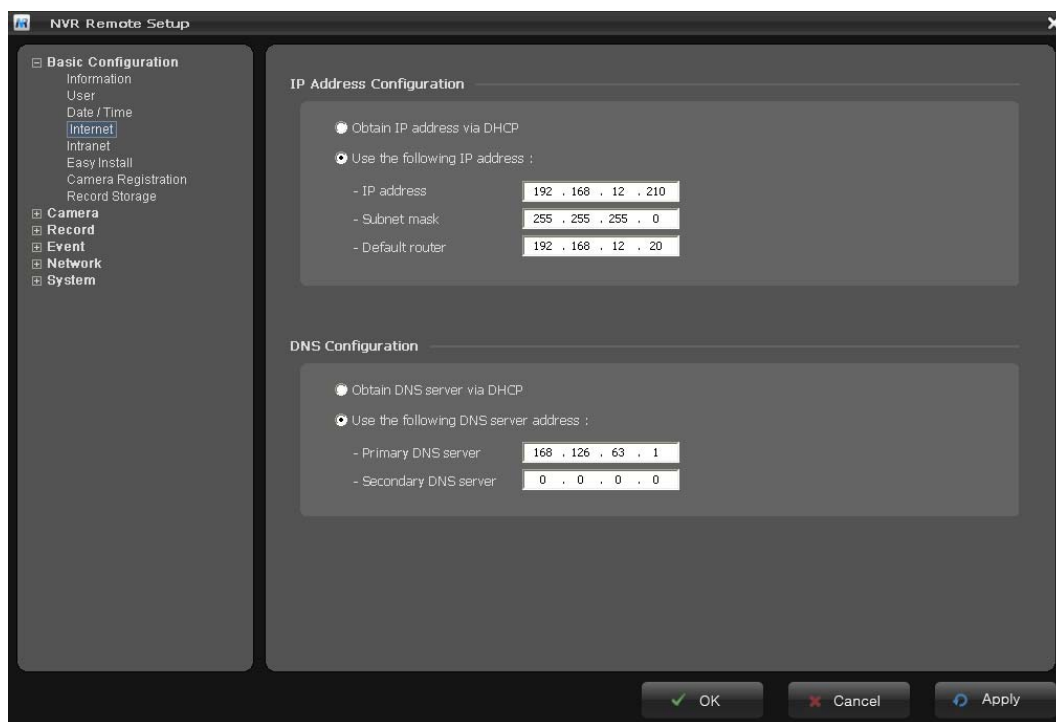 NVR Remote Setup
Basic Configuration
Information
User
Date / Time
Internet
Intranet
Easy Install
Camera Registration
Record Storage
Camera
Record
Event
Network
System
IP Address Configuration
Obtain IP address via DHCP
Use the following IP address :
- IP address 192 . 168 . 12 . 210
- Subnet mask 255 . 255 . 255 . 0
- Default router 192 . 168 . 12 . 20
DNS Configuration
Obtain DNS server via DHCP
Use the following DNS server address :
- Primary DNS server 168 . 126 . 63 . 1
- Secondary DNS server 0 . 0 . 0 . 0
OK Cancel Apply